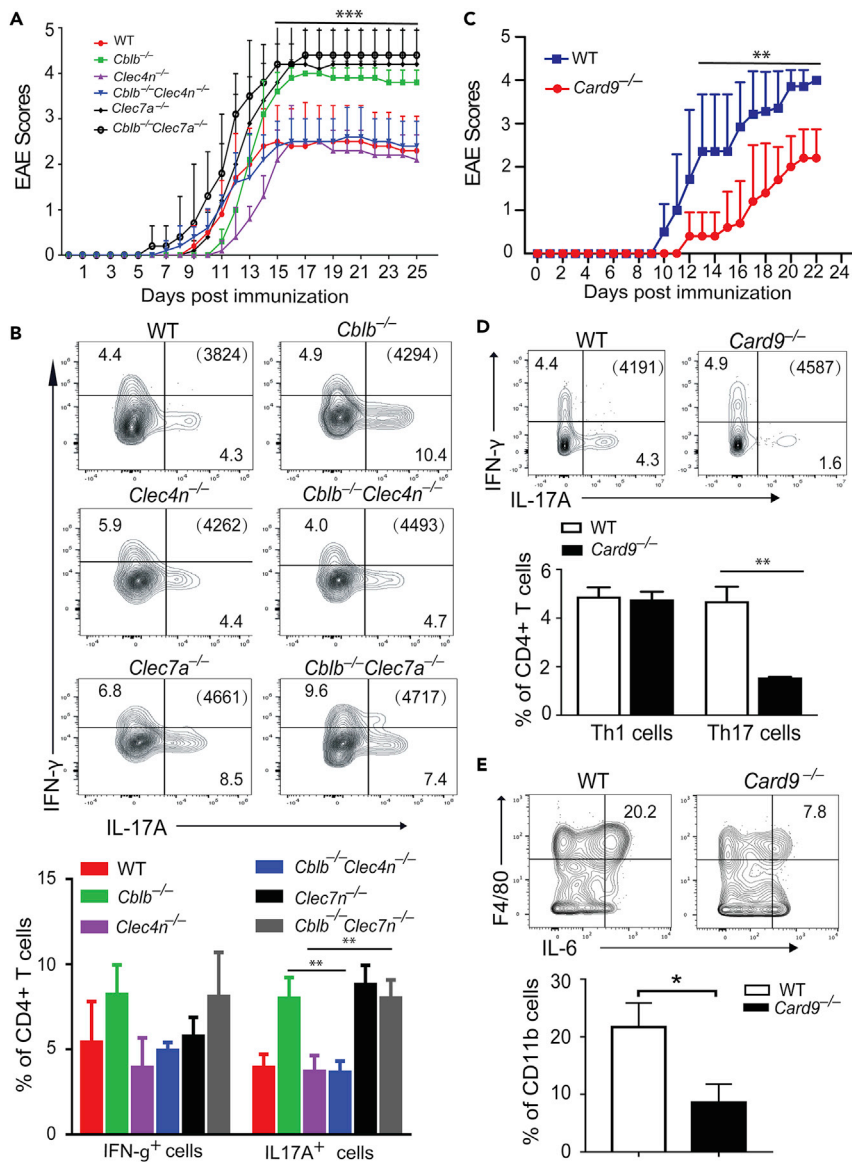 A
***
5
4
3
2
1
0
EAE Scores
WT
Cblb⁻/⁻
Clec4n⁻/⁻
Cblb⁻/⁻Clec4n⁻/⁻
Clec7a⁻/⁻
Cblb⁻/⁻Clec7a⁻/⁻
1 3 5 7 9 11 13 15 17 19 21 23 25
Days post immunization
C
WT
Card9⁻/⁻
**
5
4
3
2
1
0
EAE Scores
0 2 4 6 8 10 12 14 16 18 20 22 24
Days post immunization
B
WT
Cblb⁻/⁻
4.4 (3824)
4.3
4.9 (4294)
10.4
Clec4n⁻/⁻
Cblb⁻/⁻Clec4n⁻/⁻
5.9 (4262)
4.4
4.0 (4493)
4.7
Clec7a⁻/⁻
Cblb⁻/⁻Clec7a⁻/⁻
6.8 (4661)
8.5
9.6 (4717)
7.4
IFN-γ
IL-17A
WT
Cblb⁻/⁻
Clec4n⁻/⁻
Cblb⁻/⁻Clec4n⁻/⁻
Clec7n⁻/⁻
Cblb⁻/⁻Clec7n⁻/⁻
15
10
5
0
% of CD4+ T cells
**
**
IFN-g⁺ cells
IL17A⁺ cells
D
WT
Card9⁻/⁻
4.4 (4191)
4.3
4.9 (4587)
1.6
IFN-γ
IL-17A
WT
Card9⁻/⁻
**
6
4
2
0
% of CD4+ T cells
Th1 cells
Th17 cells
E
WT
Card9⁻/⁻
20.2
7.8
F4/80
IL-6
*
WT
Card9⁻/⁻
30
20
10
0
% of CD11b cells